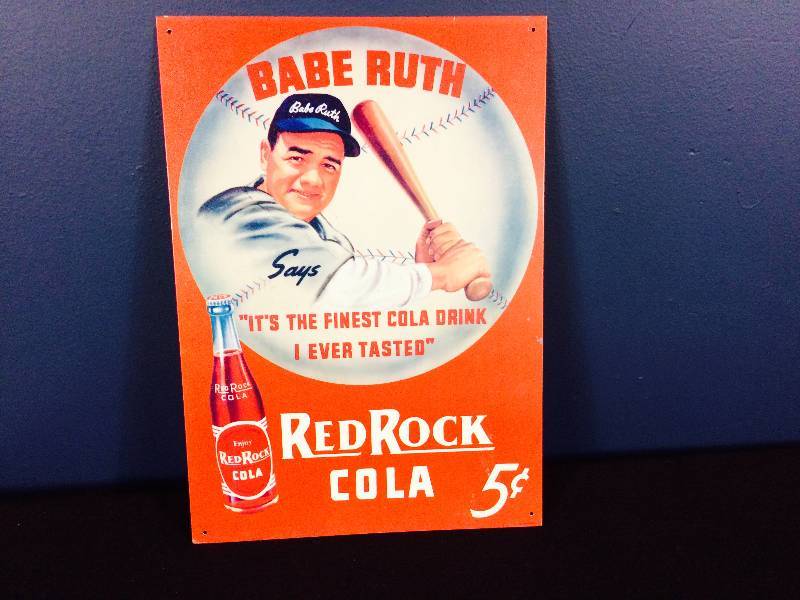 BABE RUTH
Babe Ruth
Says
"IT'S THE FINEST COLA DRINK
I EVER TASTED"
RED ROCK
COLA
Enjoy
RED ROCK
COLA
RED ROCK
COLA
5¢